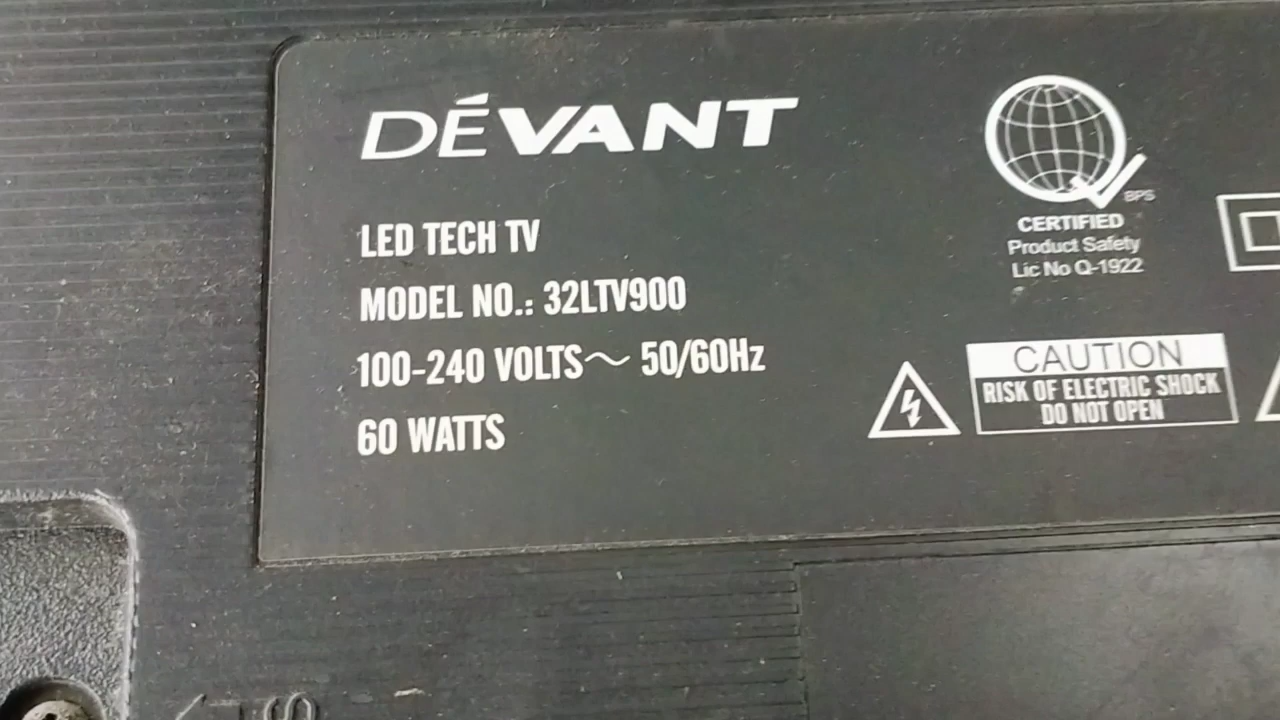 DÉVANT
LED TECH TV
MODEL NO.: 32LTV900
100-240 VOLTS~ 50/60Hz
60 WATTS
BPS
CERTIFIED
Product Safety
Lic No Q-1922
CAUTION
RISK OF ELECTRIC SHOCK
DO NOT OPEN